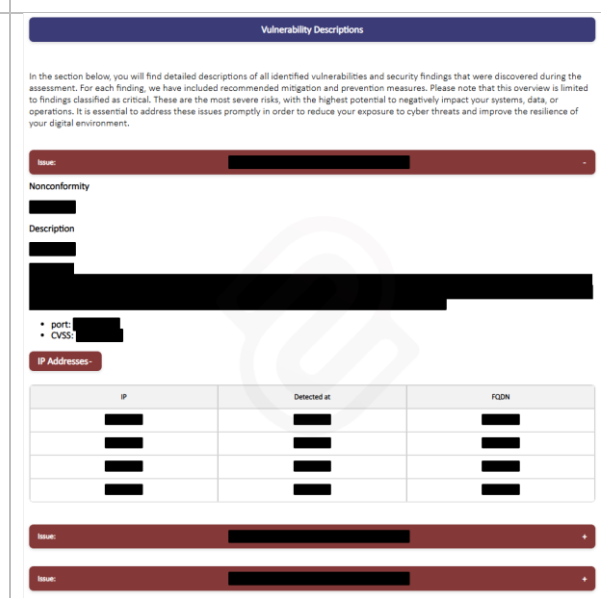 Vulnerability Descriptions
In the section below, you will find detailed descriptions of all identified vulnerabilities and security findings that were discovered during the
assessment. For each finding, we have included recommended mitigation and prevention measures. Please note that this overview is limited
to findings classified as critical. These are the most severe risks, with the highest potential to negatively impact your systems, data, or
operations. It is essential to address these issues promptly in order to reduce your exposure to cyber threats and improve the resilience of
your digital environment.
Issue: -
Nonconformity
Description
• port:
• CVSS:
IP Addresses-
IP Detected at FQDN
Issue: +
Issue: +